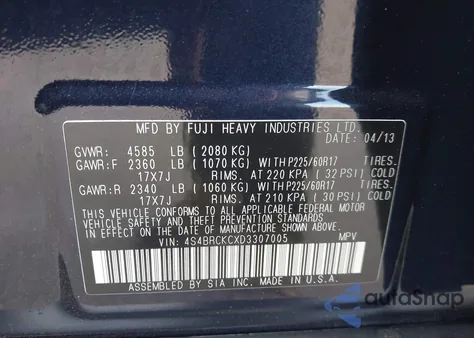 MFD BY FUJI HEAVY INDUSTRIES LTD.
DATE 04/13
GVWR: 4585 LB (2080 KG)
GAWR:F 2360 LB (1070 KG) WITH P225/60R17 TIRES.
17X7J RIMS. AT 220 KPA (32 PSI) COLD
GAWR:R 2340 LB (1060 KG) WITH P225/60R17 TIRES.
17X7J RIMS. AT 210 KPA (30 PSI) COLD
THIS VEHICLE CONFORMS TO ALL APPLICABLE FEDERAL MOTOR
VEHICLE SAFETY, BUMPER, AND THEFT PREVENTION STANDARDS
IN EFFECT ON THE DATE OF MANUFACTURE SHOWN ABOVE.
VIN: 4S4BRCKCXD3307005 MPV
ASSEMBLED BY SIA INC. MADE IN U.S.A.
autoSnap